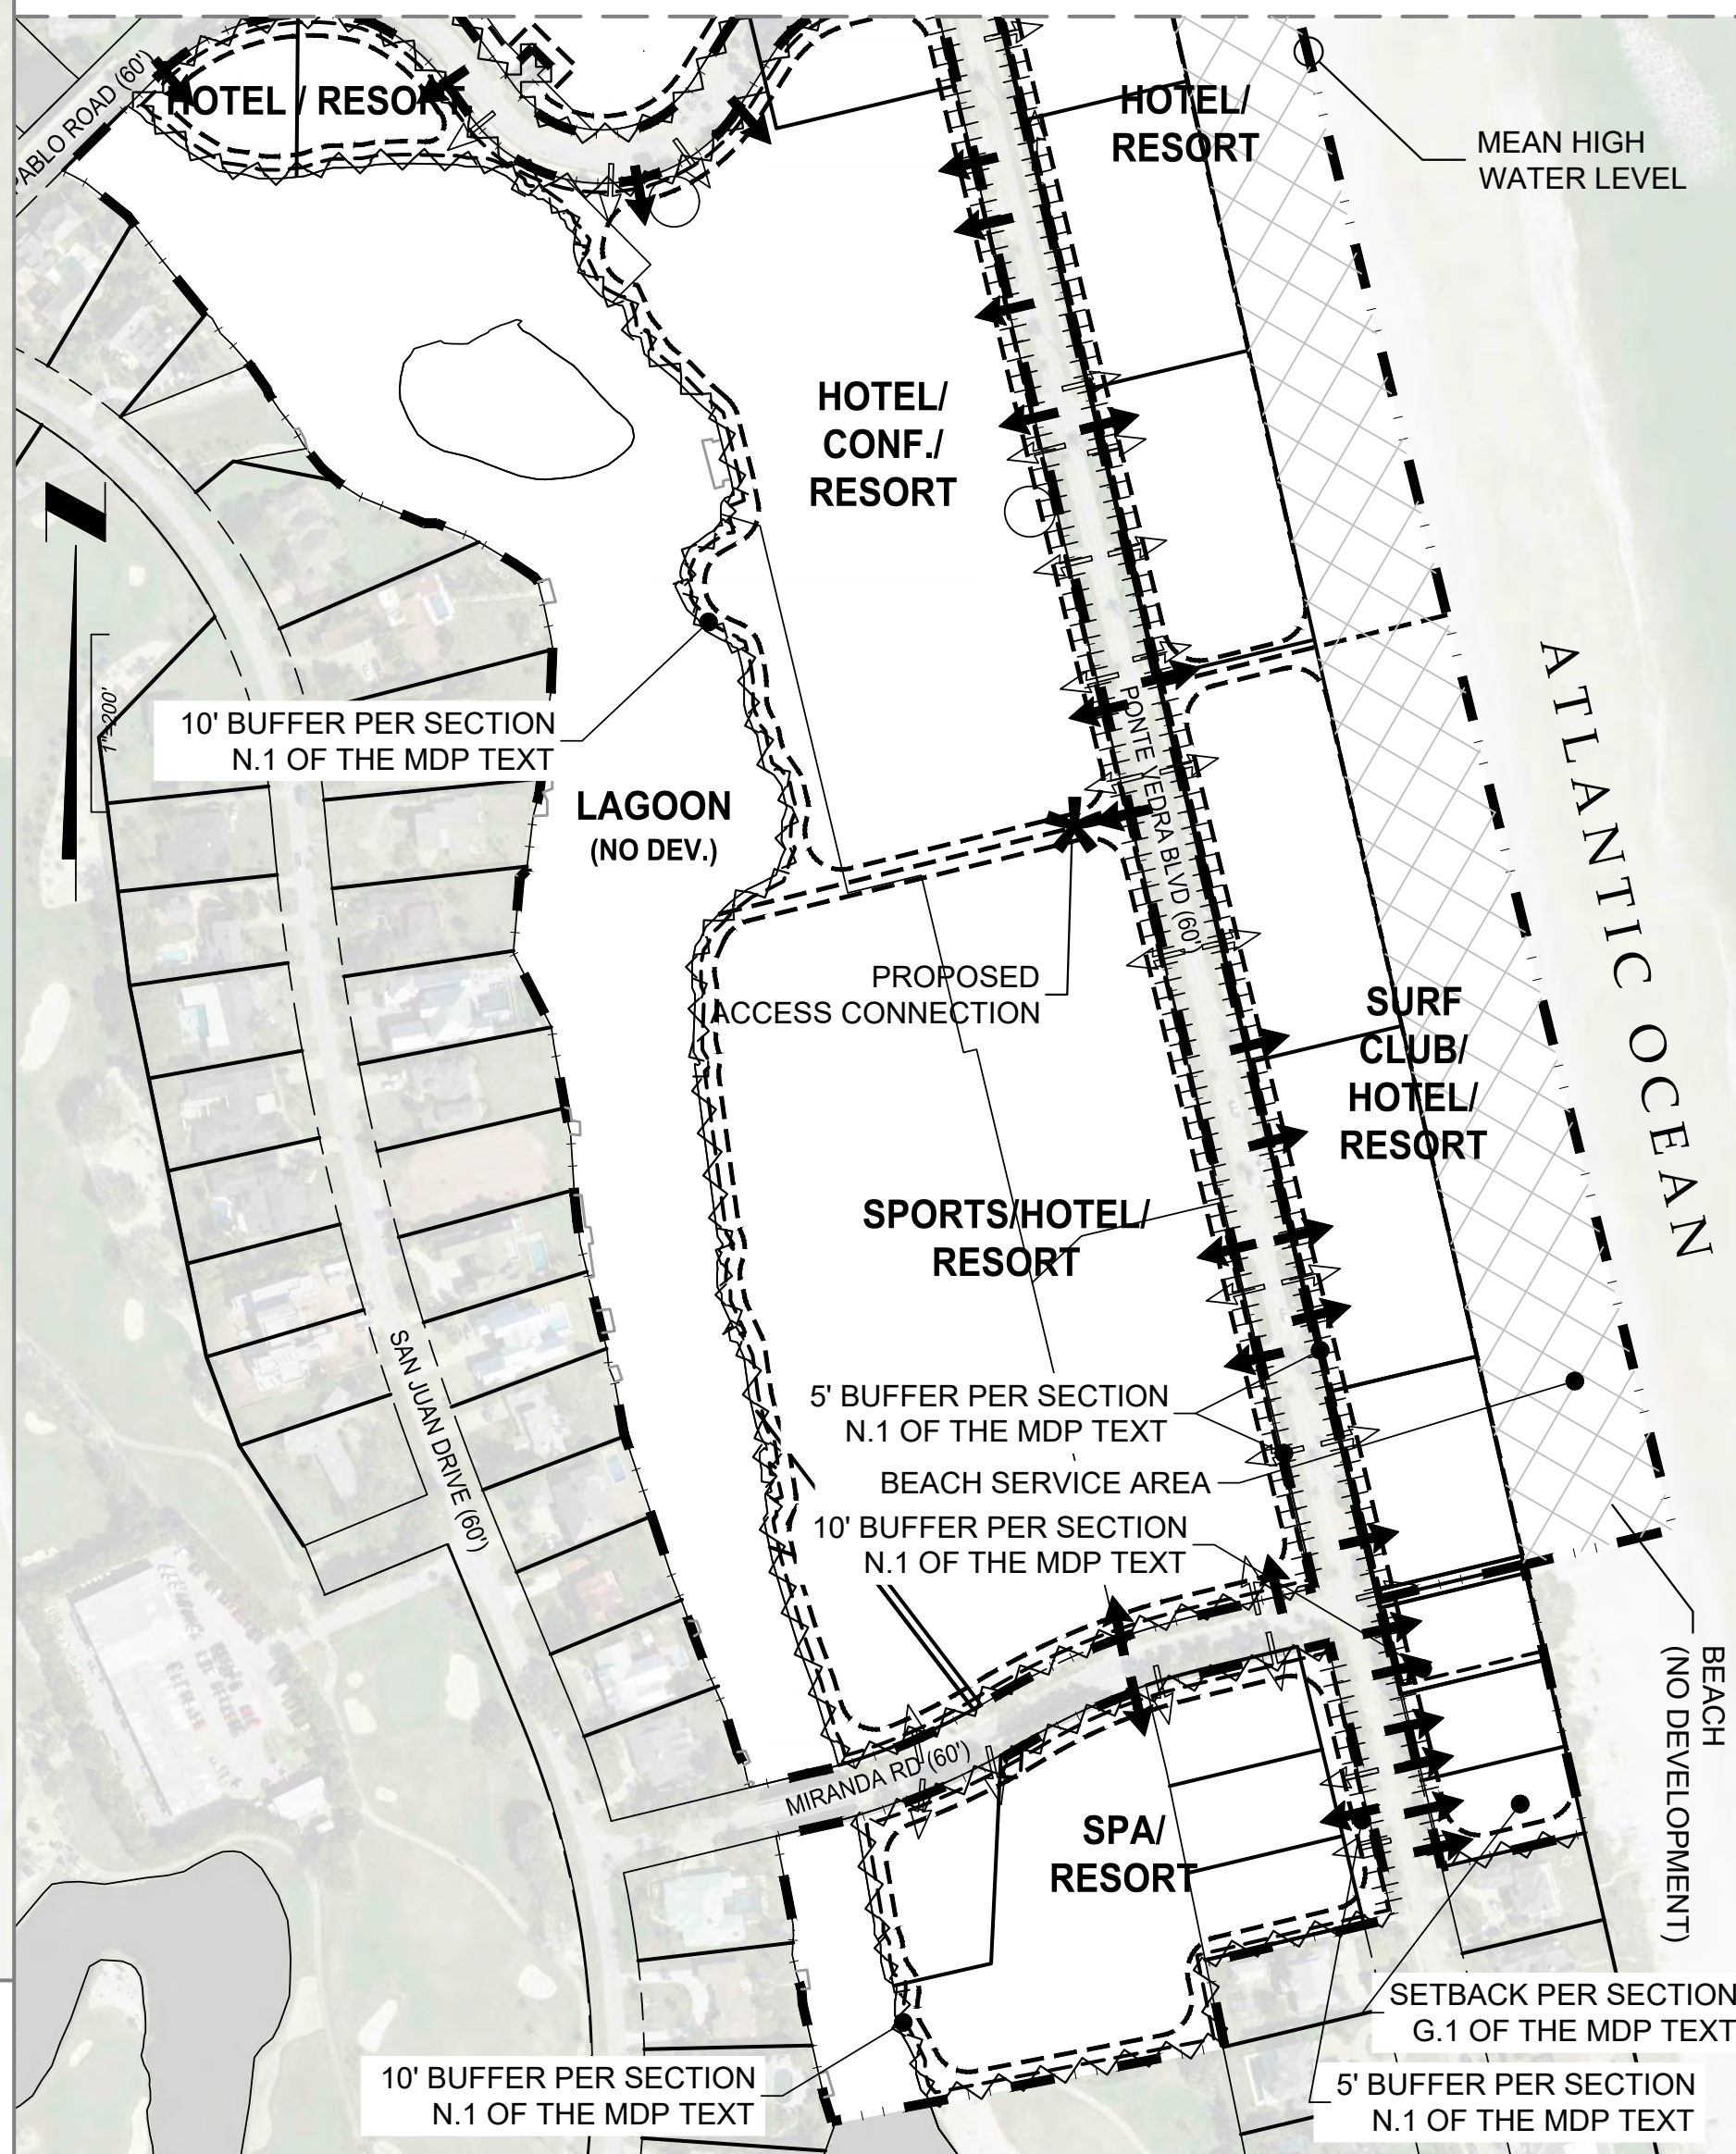 PABLO ROAD (60')
HOTEL / RESORT
HOTEL/
RESORT
MEAN HIGH
WATER LEVEL
HOTEL/
CONF./
RESORT
1"=200'
10' BUFFER PER SECTION
N.1 OF THE MDP TEXT
LAGOON
(NO DEV.)
PONTE VEDRA BLVD (60')
ATLANTIC OCEAN
PROPOSED
ACCESS CONNECTION
SURF
CLUB/
HOTEL/
RESORT
SPORTS/HOTEL/
RESORT
SAN JUAN DRIVE (60')
5' BUFFER PER SECTION
N.1 OF THE MDP TEXT
BEACH SERVICE AREA
10' BUFFER PER SECTION
N.1 OF THE MDP TEXT
BEACH
(NO DEVELOPMENT)
MIRANDA RD (60')
SPA/
RESORT
SETBACK PER SECTION
G.1 OF THE MDP TEXT
10' BUFFER PER SECTION
N.1 OF THE MDP TEXT
5' BUFFER PER SECTION
N.1 OF THE MDP TEXT